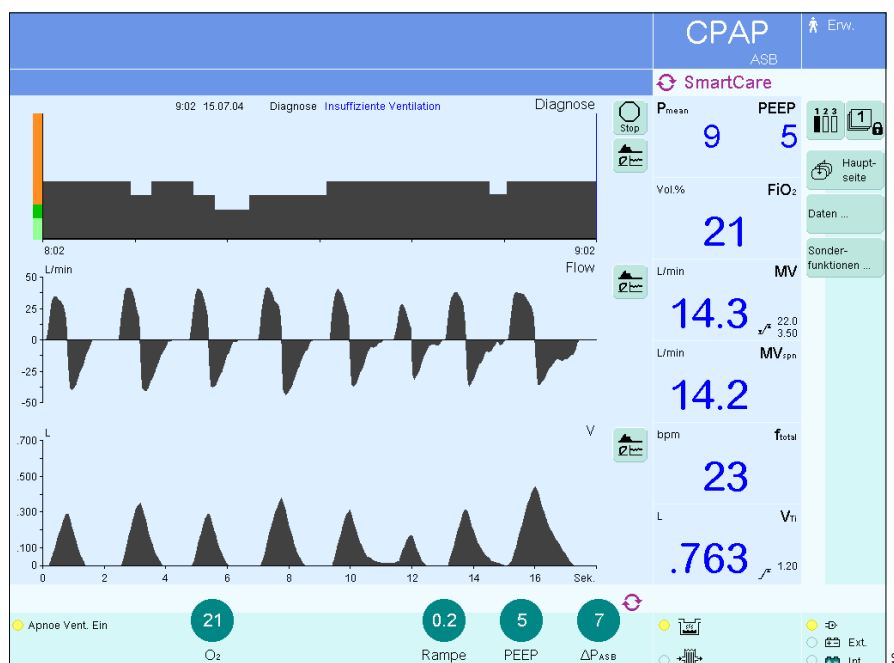 CPAP
ASB
Erw.
SmartCare
9:02 15.07.04 Diagnose Insuffiziente Ventilation
Diagnose
Stop
8:02
9:02
L/min
Flow
50
25
0
-25
-50
L
V
.700
.500
.300
.100
0
0 2 4 6 8 10 12 14 16 Sek.
Pmean PEEP
9 5
Vol.% FiO2
21
L/min MV
14.3
22.0
3.50
L/min MVspn
14.2
bpm ftotal
23
L VTi
.763
1.20
1 2 3
1
Haupt-
seite
Daten ...
Sonder-
funktionen ...
Apnoe Vent. Ein
21
O2
0.2
Rampe
5
PEEP
7
ΔPASB
Ext.
Int.